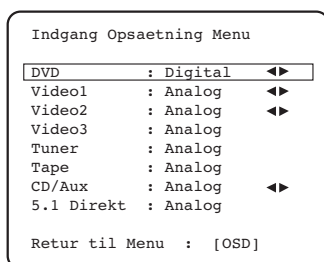 Indgang Opsaetning Menu
DVD : Digital ◄►
Video1 : Analog ◄►
Video2 : Analog ◄►
Video3 : Analog
Tuner : Analog
Tape : Analog
CD/Aux : Analog ◄►
5.1 Direkt : Analog
Retur til Menu : [OSD]